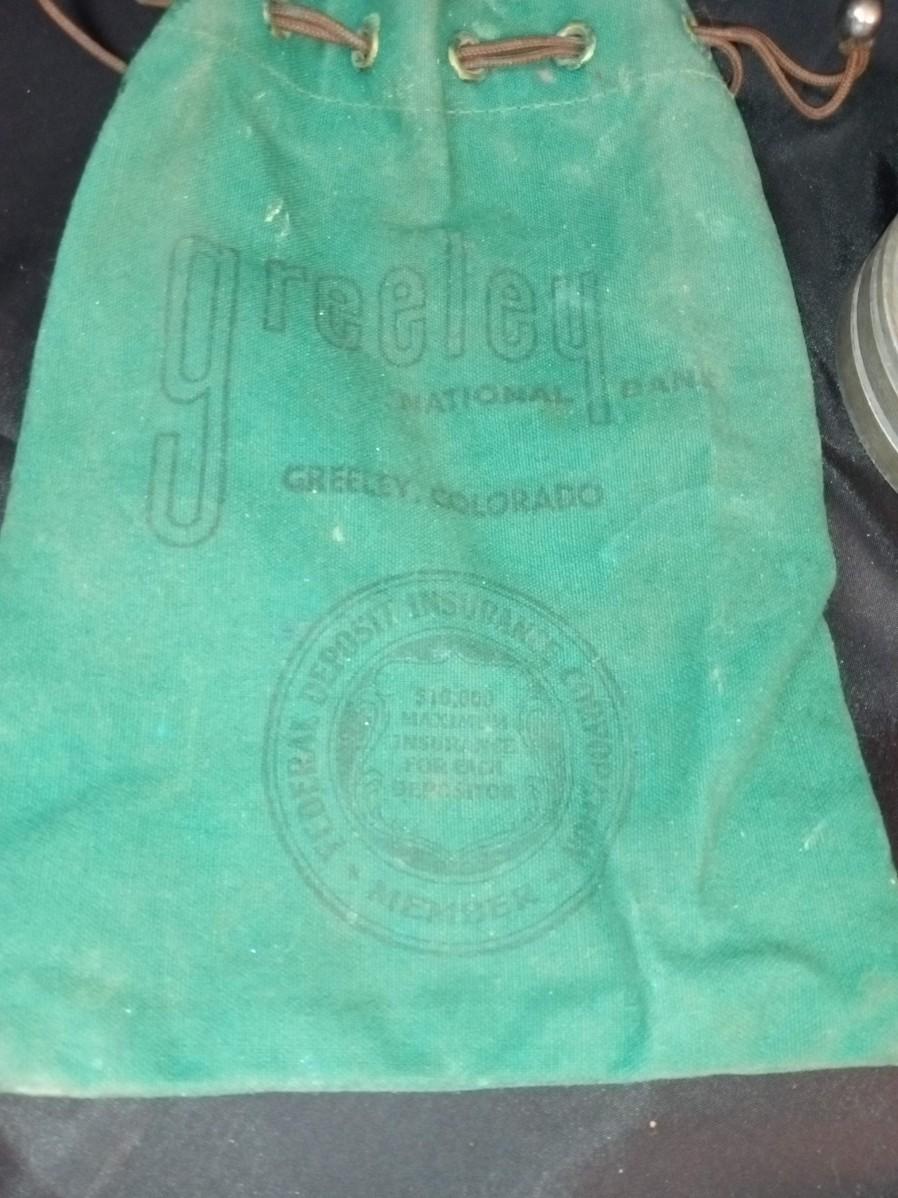 greeley
NATIONAL BANK
GREELEY, COLORADO
FEDERAL DEPOSIT INSURANCE CORPORATION
$10,000
MAXIMUM
INSURANCE
FOR EACH
DEPOSITOR
MEMBER